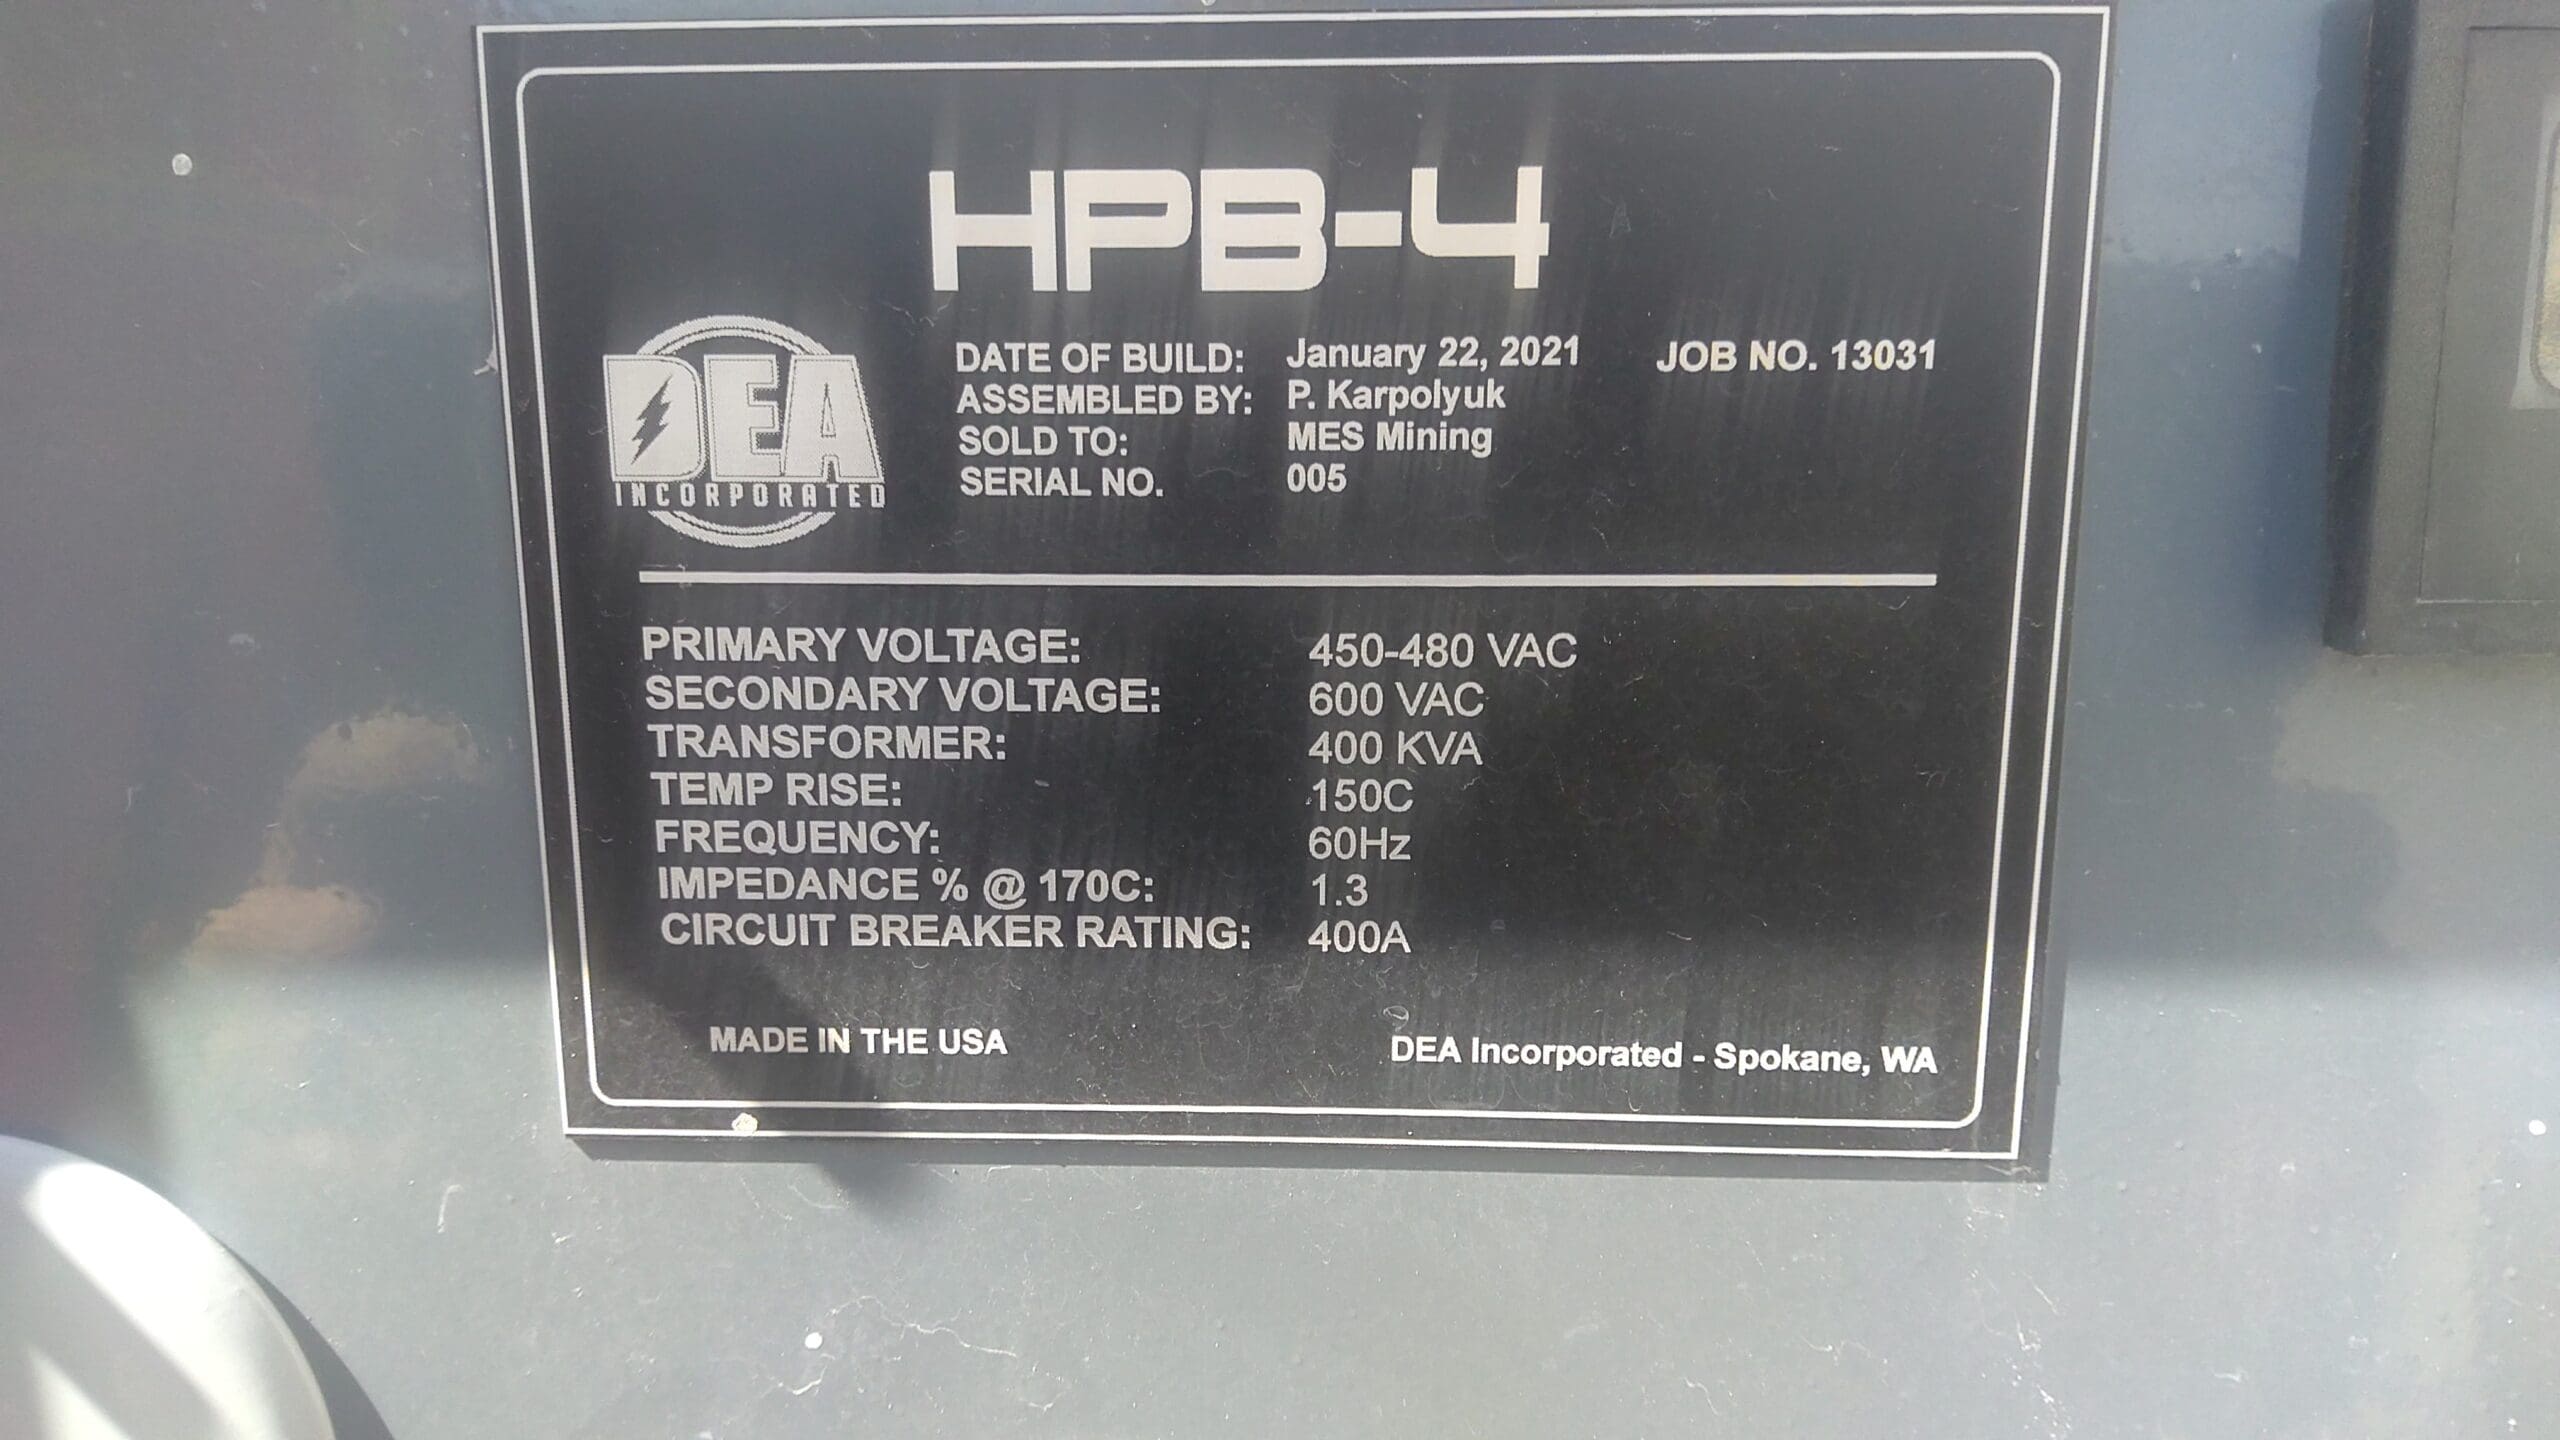 HPB-4
DEA
INCORPORATED
DATE OF BUILD: January 22, 2021 JOB NO. 13031
ASSEMBLED BY: P. Karpolyuk
SOLD TO: MES Mining
SERIAL NO. 005
PRIMARY VOLTAGE: 450-480 VAC
SECONDARY VOLTAGE: 600 VAC
TRANSFORMER: 400 KVA
TEMP RISE: 150C
FREQUENCY: 60Hz
IMPEDANCE % @ 170C: 1.3
CIRCUIT BREAKER RATING: 400A
MADE IN THE USA DEA Incorporated - Spokane, WA